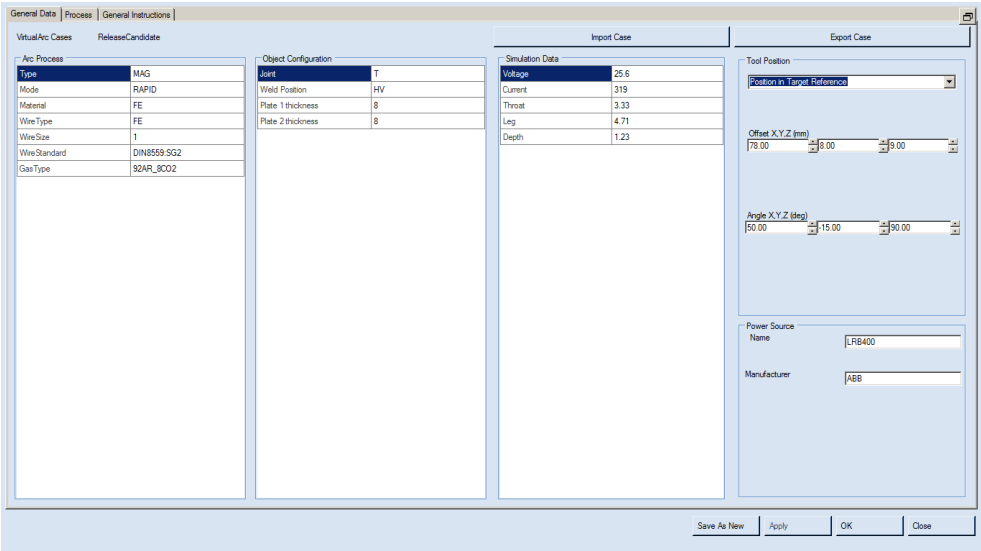 General Data Process General Instructions
VirtualArc Cases ReleaseCandidate Import Case Export Case
Arc Process
Type MAG
Mode RAPID
Material FE
WireType FE
WireSize 1
WireStandard DIN8559:SG2
GasType 92AR_8CO2
Object Configuration
Joint T
Weld Position HV
Plate 1 thickness 8
Plate 2 thickness 8
Simulation Data
Voltage 25.6
Current 319
Throat 3.33
Leg 4.71
Depth 1.23
Tool Position
Position in Target Reference
Offset X,Y,Z (mm)
78.00 8.00 9.00
Angle X,Y,Z (deg)
50.00 -15.00 90.00
Power Source
Name LRB400
Manufacturer ABB
Save As New Apply OK Close